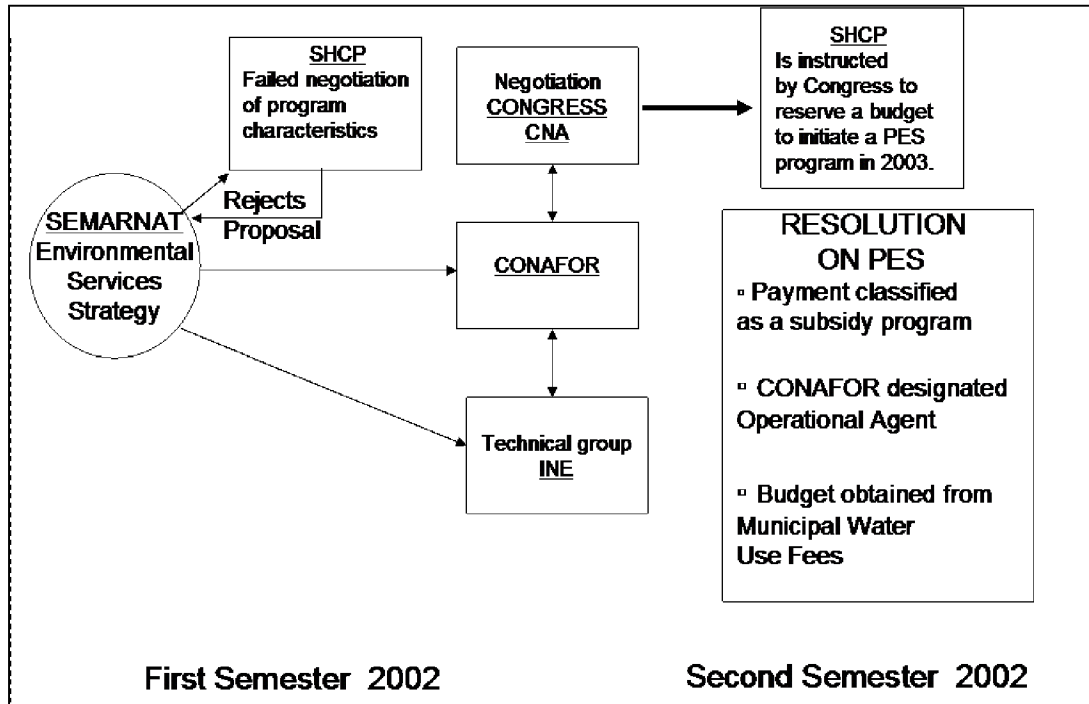 SHCP
Failed negotiation
of program
characteristics
Rejects
Proposal
SEMARNAT
Environmental
Services
Strategy
Negotiation
CONGRESS
CNA
CONAFOR
Technical group
INE
SHCP
Is instructed
by Congress to
reserve a budget
to initiate a PES
program in 2003.
RESOLUTION
ON PES
▫ Payment classified
as a subsidy program
▫ CONAFOR designated
Operational Agent
▫ Budget obtained from
Municipal Water
Use Fees
First Semester 2002
Second Semester 2002